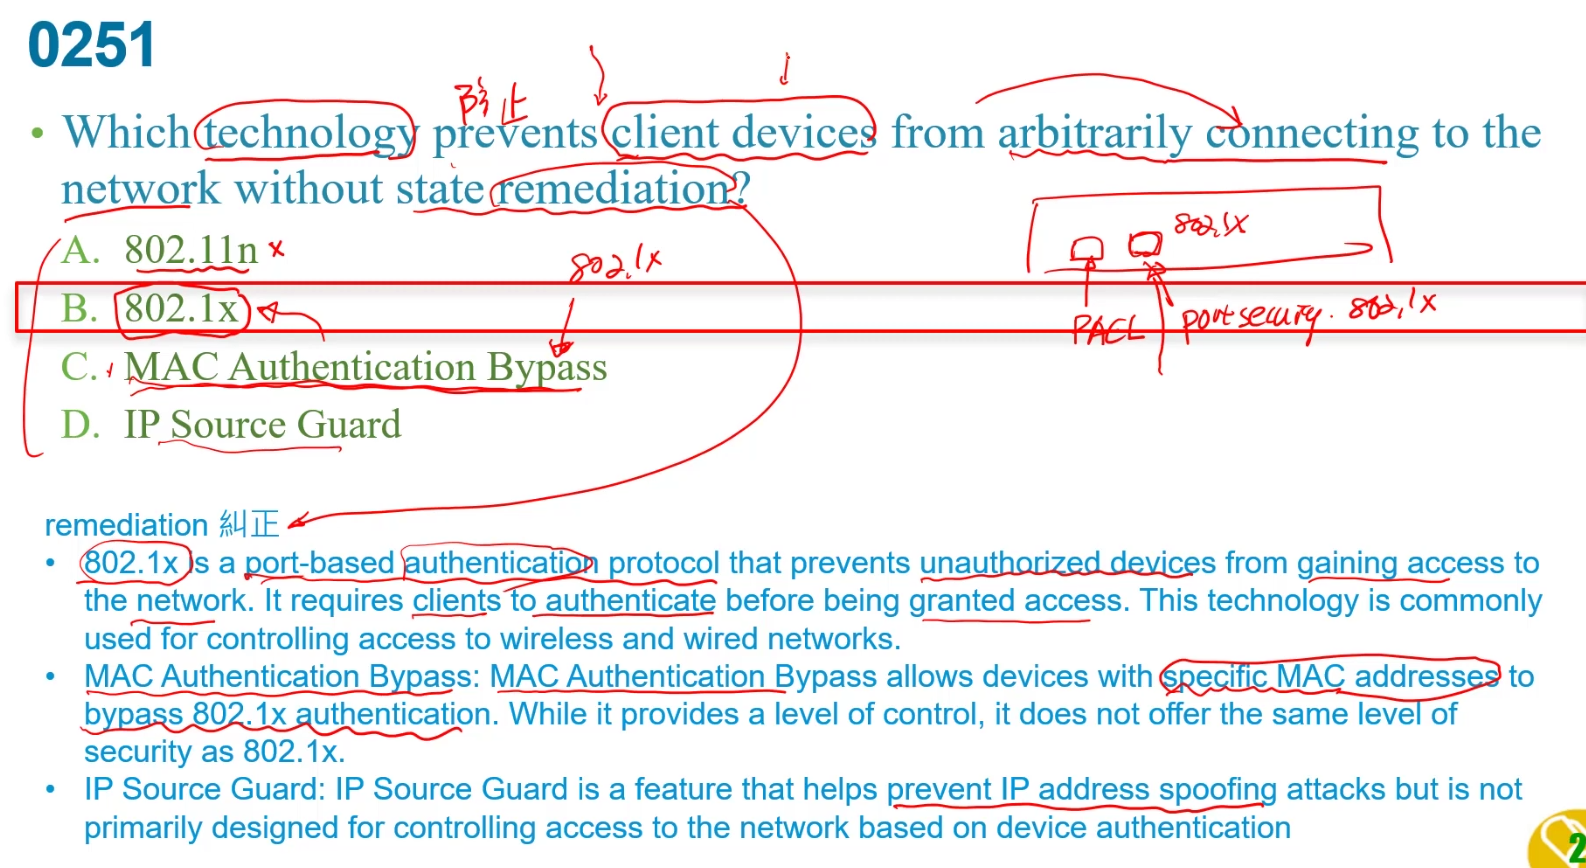 0251
防止
• Which technology prevents client devices from arbitrarily connecting to the
network without state remediation?
A. 802.11n x
802.1x
802.1x
B. 802.1x
PACL
port security. 802.1x
C. MAC Authentication Bypass
D. IP Source Guard
remediation 糾正
• 802.1x is a port-based authentication protocol that prevents unauthorized devices from gaining access to
the network. It requires clients to authenticate before being granted access. This technology is commonly
used for controlling access to wireless and wired networks.
• MAC Authentication Bypass: MAC Authentication Bypass allows devices with specific MAC addresses to
bypass 802.1x authentication. While it provides a level of control, it does not offer the same level of
security as 802.1x.
• IP Source Guard: IP Source Guard is a feature that helps prevent IP address spoofing attacks but is not
primarily designed for controlling access to the network based on device authentication
2